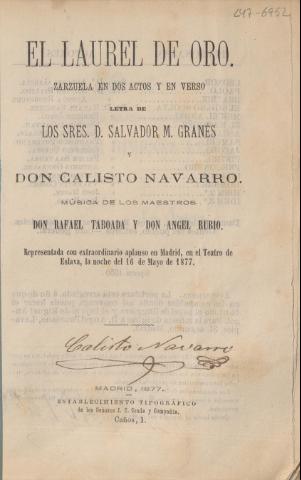 247-6952
EL LAUREL DE ORO.
ZARZUELA EN DOS ACTOS Y EN VERSO
LETRA DE
LOS SRES. D. SALVADOR M. GRANÉS
Y
DON CALISTO NAVARRO.
MÚSICA DE LOS MAESTROS
DON RAFAEL TABOADA Y DON ANGEL RUBIO.
Representada con extraordinario aplauso en Madrid, en el Teatro de
Eslava, la noche del 16 de Mayo de 1877.
Calisto Navarro
MADRID, 1877.
ESTABLECIMIENTO TIPOGRÁFICO
de los Señores J. C. Conde y Compañía.
Caños, 1.